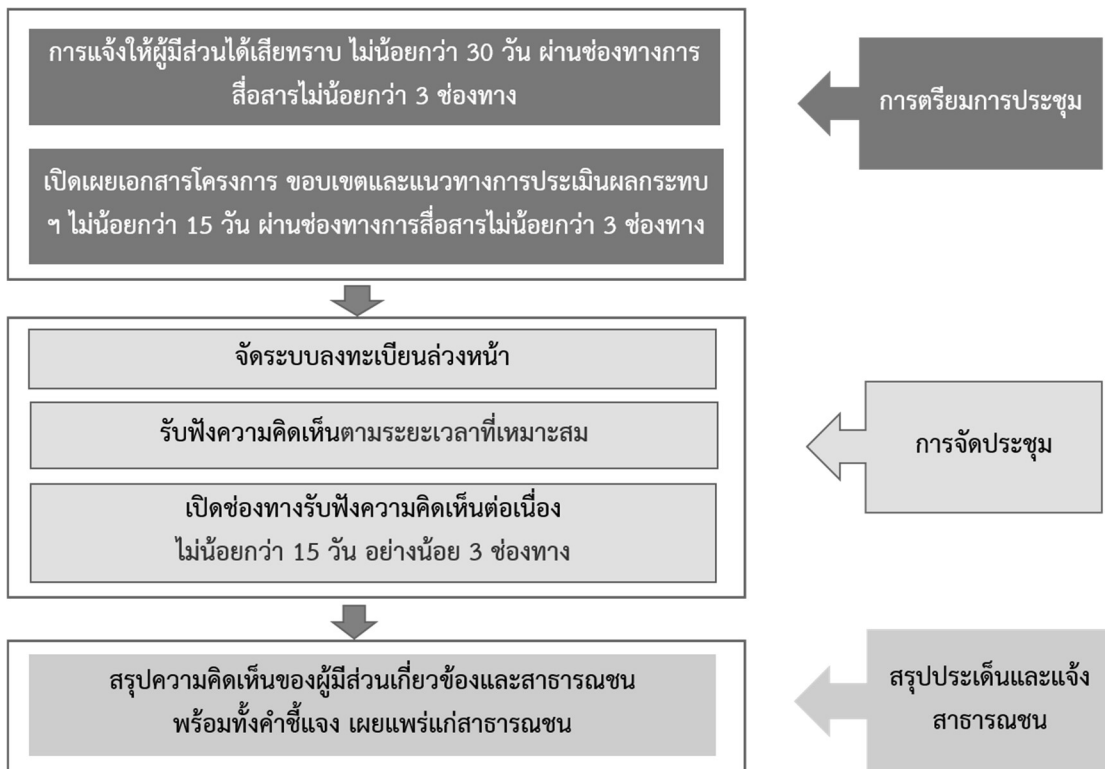 การแจ้งให้ผู้มีส่วนได้เสียทราบ ไม่น้อยกว่า 30 วัน ผ่านช่องทางการ
สื่อสารไม่น้อยกว่า 3 ช่องทาง
เปิดเผยเอกสารโครงการ ขอบเขตและแนวทางการประเมินผลกระทบ
ฯ ไม่น้อยกว่า 15 วัน ผ่านช่องทางการสื่อสารไม่น้อยกว่า 3 ช่องทาง
การตรียมการประชุม
จัดระบบลงทะเบียนล่วงหน้า
รับฟังความคิดเห็นตามระยะเวลาที่เหมาะสม
เปิดช่องทางรับฟังความคิดเห็นต่อเนื่อง
ไม่น้อยกว่า 15 วัน อย่างน้อย 3 ช่องทาง
การจัดประชุม
สรุปความคิดเห็นของผู้มีส่วนเกี่ยวข้องและสาธารณชน
พร้อมทั้งคำชี้แจง เผยแพร่แก่สาธารณชน
สรุปประเด็นและแจ้ง
สาธารณชน